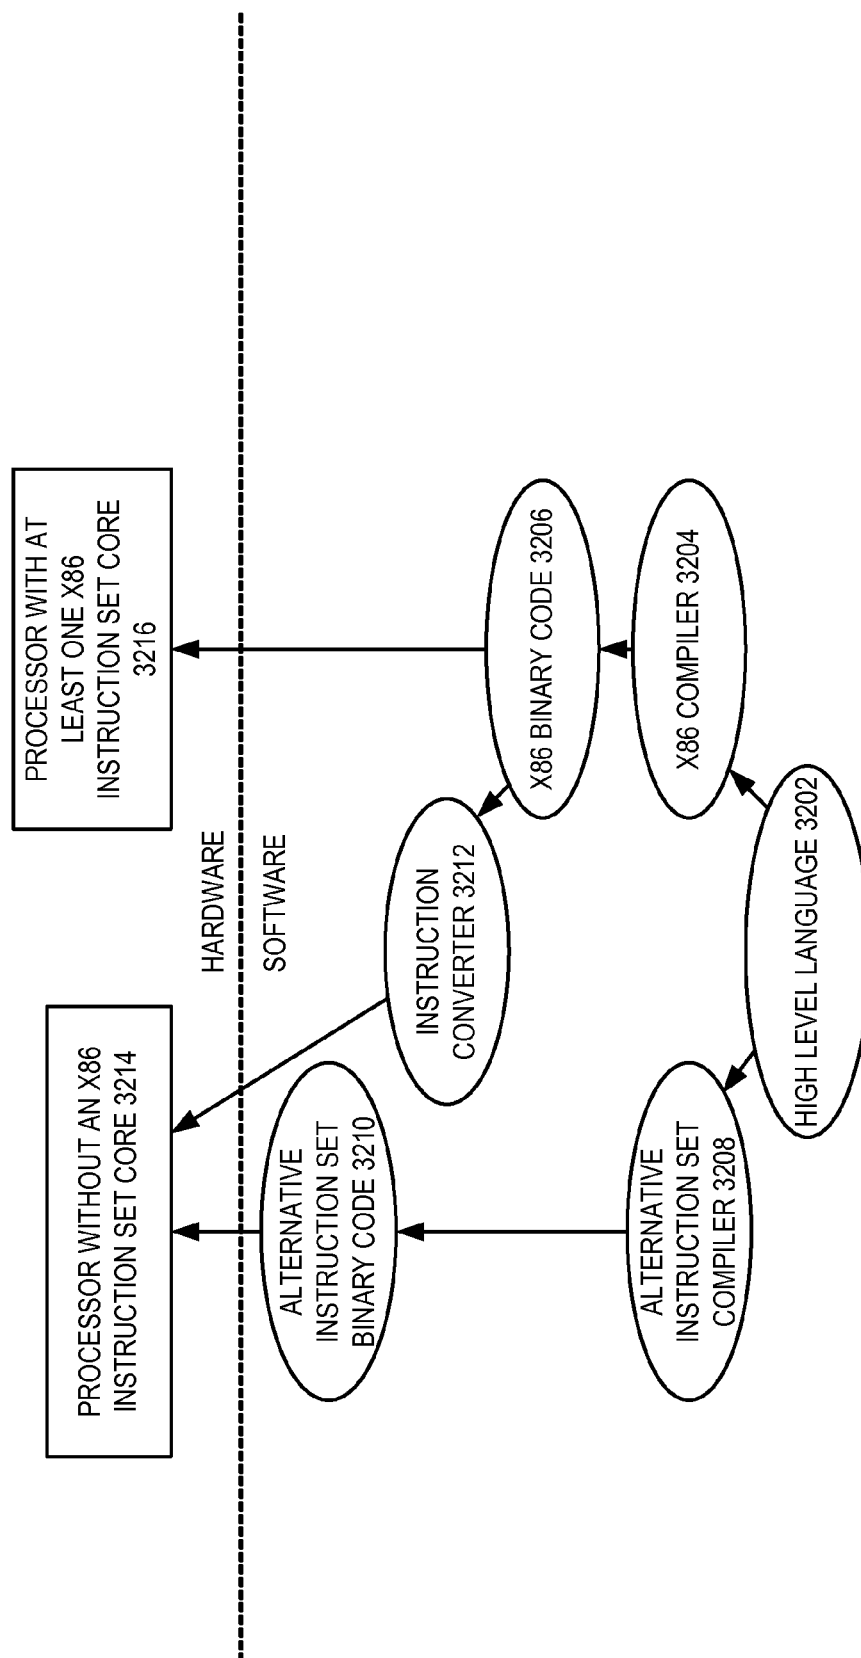 PROCESSOR WITHOUT AN X86
INSTRUCTION SET CORE 3214
PROCESSOR WITH AT
LEAST ONE X86
INSTRUCTION SET CORE
3216
HARDWARE
SOFTWARE
ALTERNATIVE
INSTRUCTION SET
BINARY CODE 3210
INSTRUCTION
CONVERTER 3212
X86 BINARY CODE 3206
ALTERNATIVE
INSTRUCTION SET
COMPILER 3208
X86 COMPILER 3204
HIGH LEVEL LANGUAGE 3202